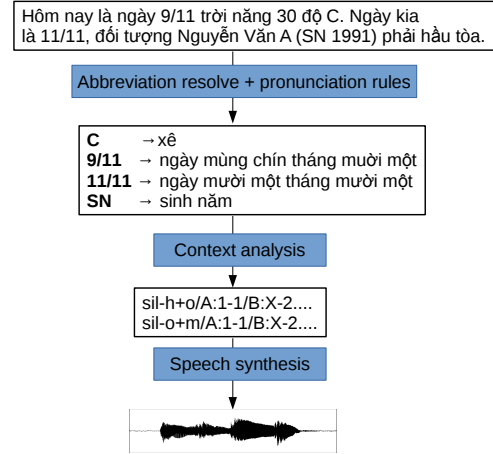 Hôm nay là ngày 9/11 trời năng 30 độ C. Ngày kia
là 11/11, đối tượng Nguyễn Văn A (SN 1991) phải hầu tòa.
Abbreviation resolve + pronunciation rules
C →xê
9/11 → ngày mùng chín tháng muời một
11/11 → ngày mười một tháng mười một
SN → sinh năm
Context analysis
sil-h+o/A:1-1/B:X-2....
sil-o+m/A:1-1/B:X-2....
Speech synthesis